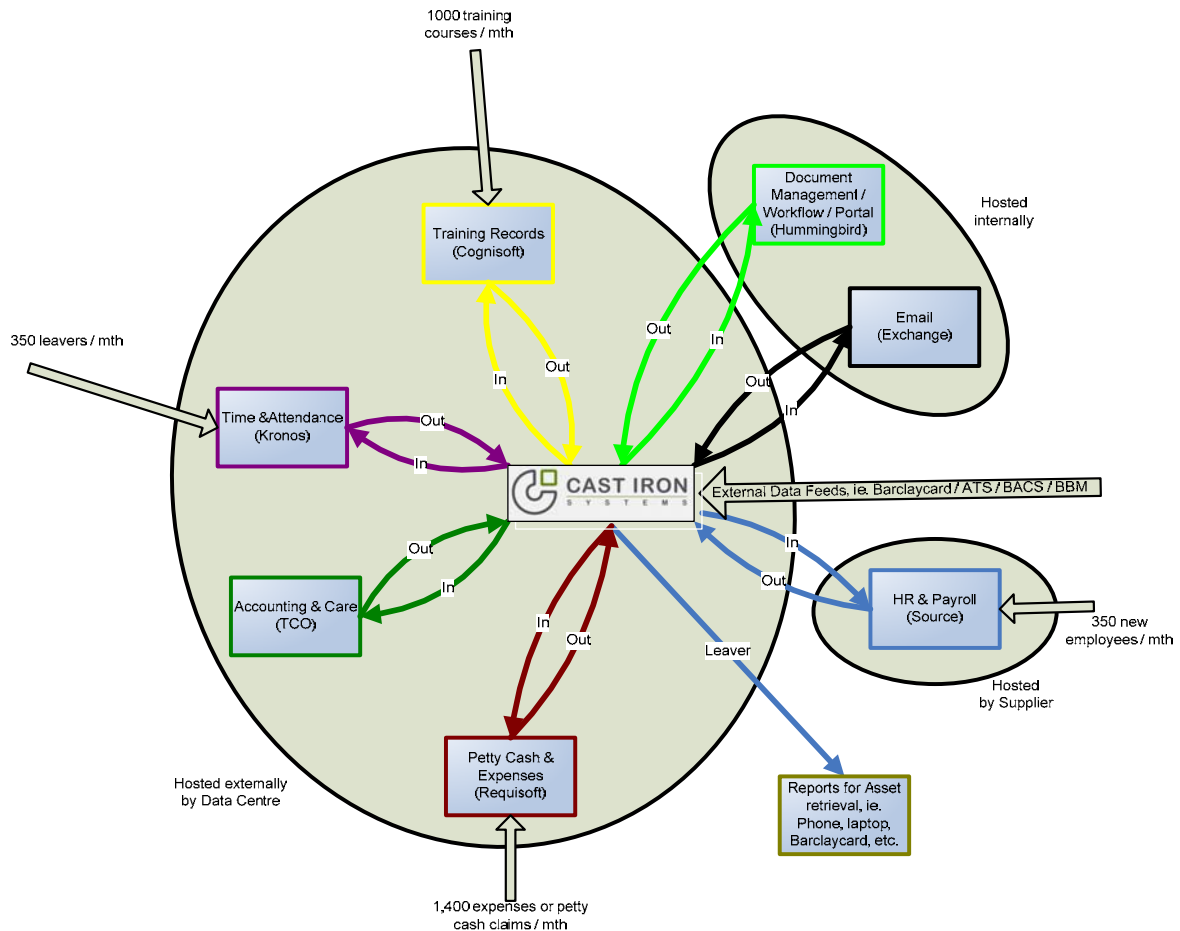 1000 training
courses / mth
Document
Management /
Workflow / Portal
(Hummingbird)
Hosted
internally
Training Records
(Cognisoft)
Email
(Exchange)
Out
In
350 leavers / mth
Out
In
Out
In
Time &Attendance
(Kronos)
Out
In
CAST IRON
SYSTEMS
External Data Feeds, ie. Barclaycard / ATS / BACS / BBM
In
Out
Out
In
Accounting & Care
(TCO)
HR & Payroll
(Source)
350 new
employees / mth
In
Out
Leaver
Hosted
by Supplier
Petty Cash &
Expenses
(Requisoft)
Hosted externally
by Data Centre
Reports for Asset
retrieval, ie.
Phone, laptop,
Barclaycard, etc.
1,400 expenses or petty
cash claims / mth